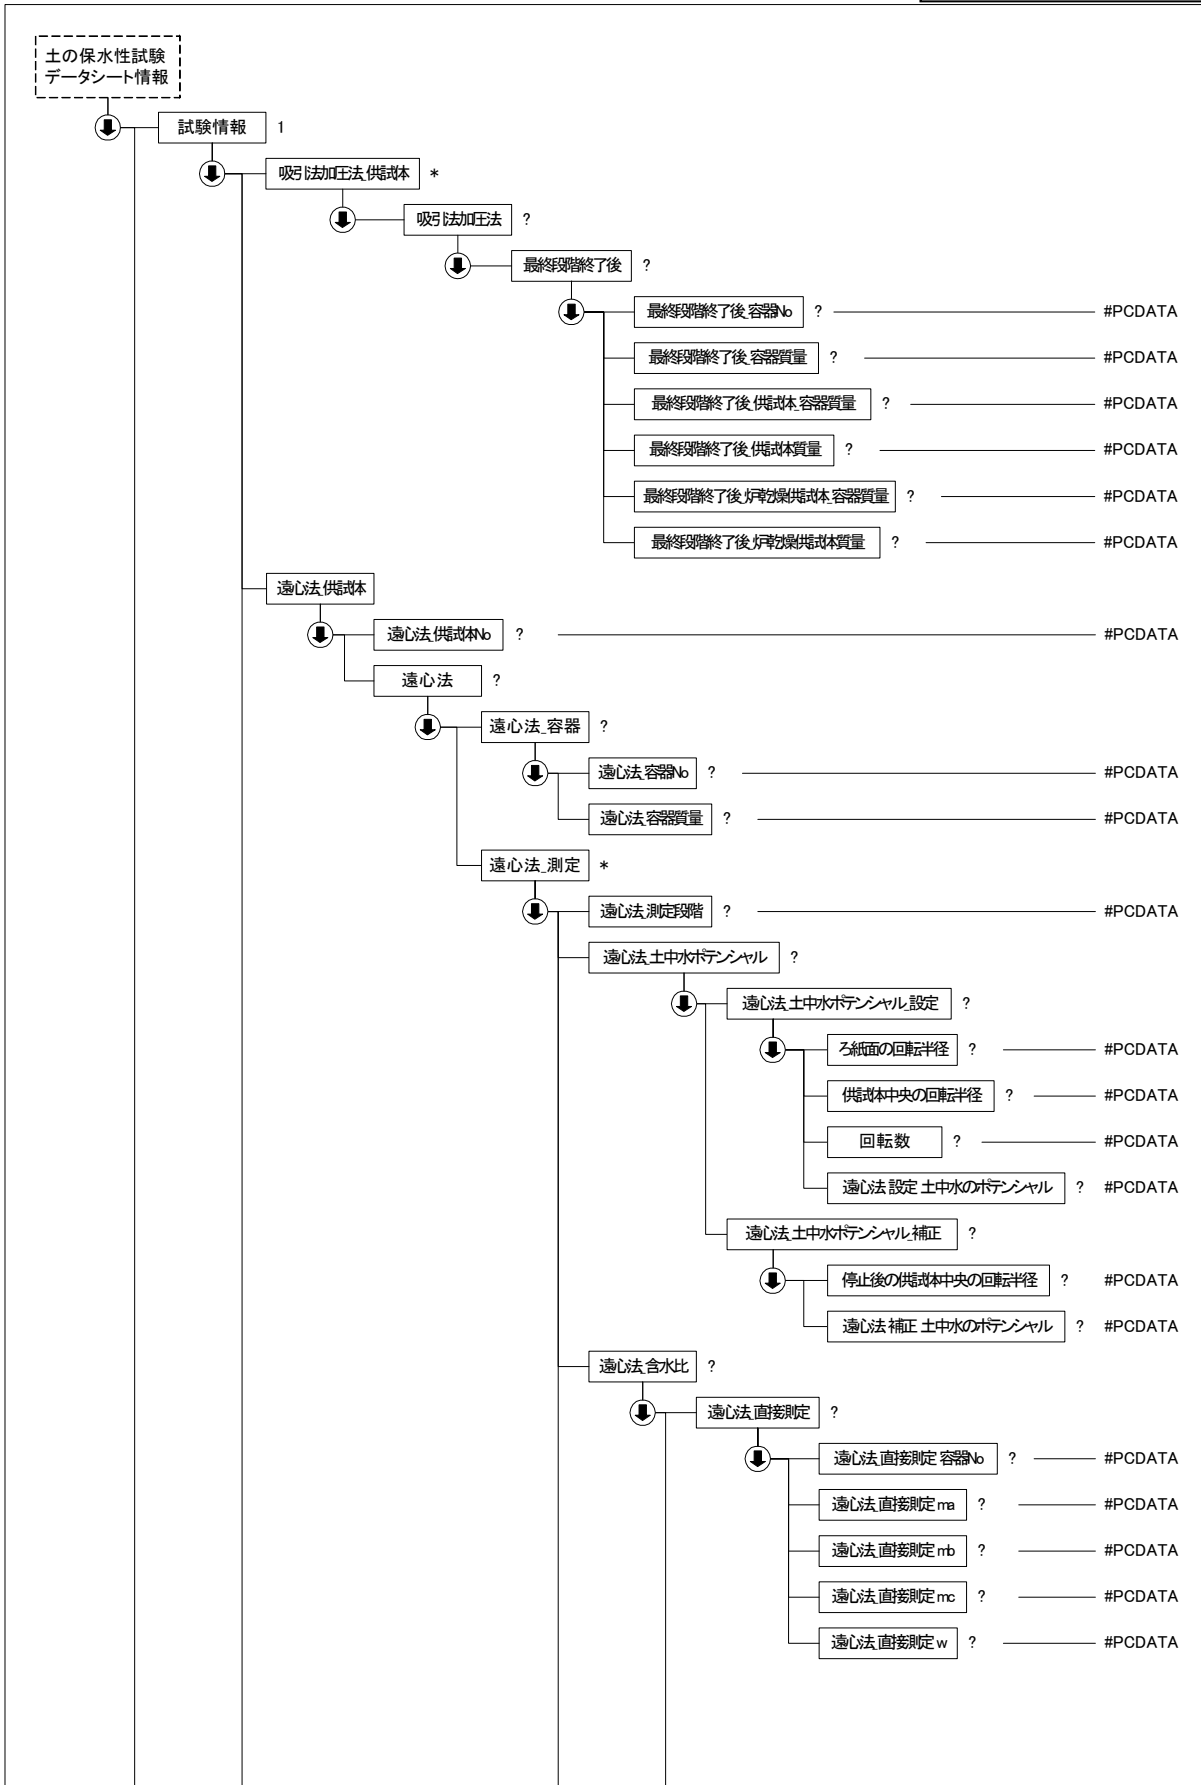 土の保水性試験
データシート情報
試験情報 1
吸引法加圧法_供試体 *
吸引法加圧法 ?
最終段階終了後 ?
最終段階終了後_容器No ? #PCDATA
最終段階終了後_容器質量 ? #PCDATA
最終段階終了後_供試体_容器質量 ? #PCDATA
最終段階終了後_供試体質量 ? #PCDATA
最終段階終了後_炉乾燥供試体_容器質量 ? #PCDATA
最終段階終了後_炉乾燥供試体質量 ? #PCDATA
遠心法_供試体
遠心法_供試体No ? #PCDATA
遠心法 ?
遠心法_容器 ?
遠心法_容器No ? #PCDATA
遠心法_容器質量 ? #PCDATA
遠心法_測定 *
遠心法_測定段階 ? #PCDATA
遠心法_土中水ポテンシャル ?
遠心法_土中水ポテンシャル_設定 ?
ろ紙面の回転半径 ? #PCDATA
供試体中央の回転半径 ? #PCDATA
回転数 ? #PCDATA
遠心法_設定_土中水のポテンシャル ? #PCDATA
遠心法_土中水ポテンシャル_補正 ?
停止後の供試体中央の回転半径 ? #PCDATA
遠心法_補正_土中水のポテンシャル ? #PCDATA
遠心法_含水比 ?
遠心法_直接測定 ?
遠心法_直接測定_容器No ? #PCDATA
遠心法_直接測定_ma ? #PCDATA
遠心法_直接測定_mb ? #PCDATA
遠心法_直接測定_mc ? #PCDATA
遠心法_直接測定_w ? #PCDATA